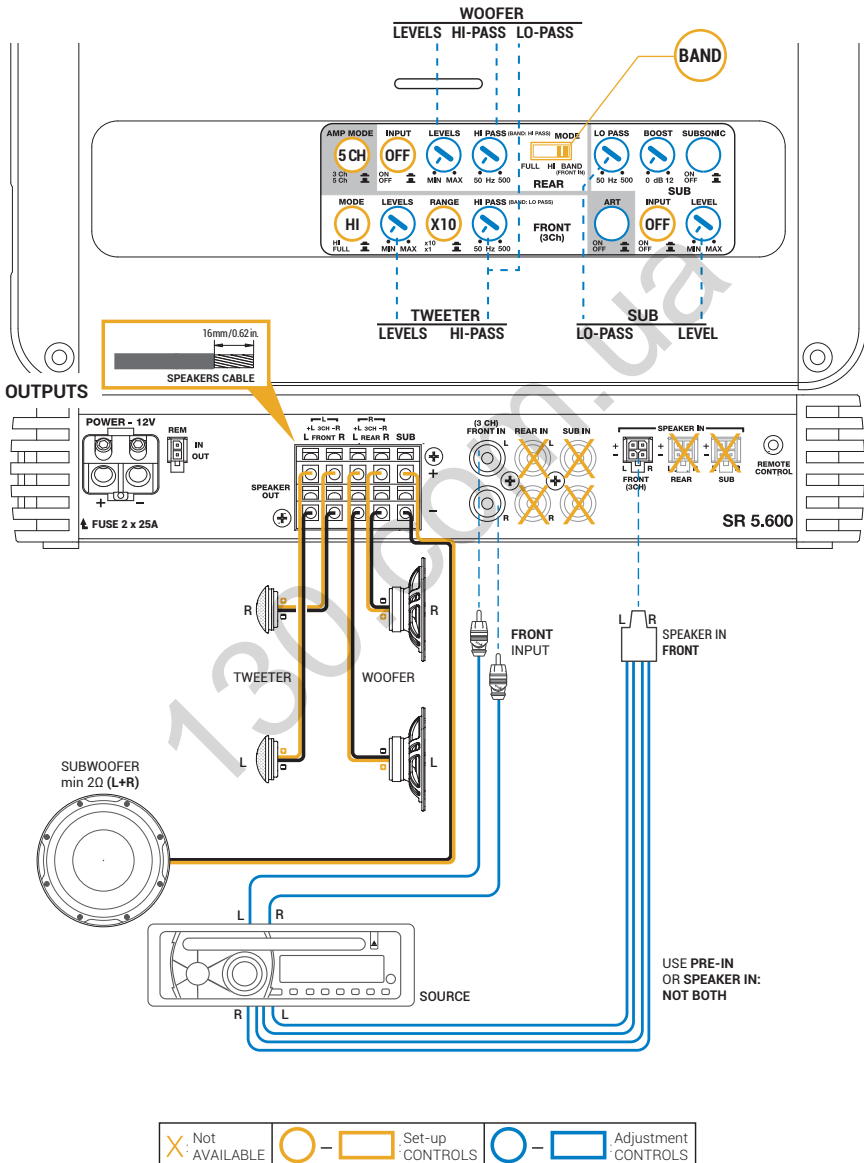 WOOFER
LEVELS HI-PASS LO-PASS
BAND
AMP MODE INPUT LEVELS HI PASS (BAND: HI PASS) MODE LO PASS BOOST SUBSONIC
5 CH OFF
3 Ch 5 Ch ON OFF MIN MAX 50 Hz 500 FULL HI BAND (FRONT IN) 50 Hz 500 0 dB 12 ON OFF
REAR SUB
MODE LEVELS RANGE HI PASS (BAND: LO PASS) FRONT (3Ch) ART INPUT LEVEL
HI X10 OFF
HI FULL MIN MAX x10 x1 50 Hz 500 ON OFF ON OFF MIN MAX
TWEETER SUB
LEVELS HI-PASS LO-PASS LEVEL
16mm/0.62in.
SPEAKERS CABLE
OUTPUTS
POWER - 12V
+ -
FUSE 2 x 25A
REM
IN
OUT
L R
+L 3CH -R +L 3CH -R
L FRONT R L REAR R SUB
SPEAKER OUT
+
-
(3 CH)
FRONT IN REAR IN SUB IN
L L L
R R R
SPEAKER IN
+ - + - + -
L R L R L R
FRONT (3CH) REAR SUB
REMOTE CONTROL
SR 5.600
R R
TWEETER WOOFER
L L
FRONT
INPUT
L R
SPEAKER IN
FRONT
SUBWOOFER
min 2Ω (L+R)
L R
SOURCE
R L
USE PRE-IN
OR SPEAKER IN:
NOT BOTH
X: Not AVAILABLE
: Set-up CONTROLS
: Adjustment CONTROLS
130.com.ua